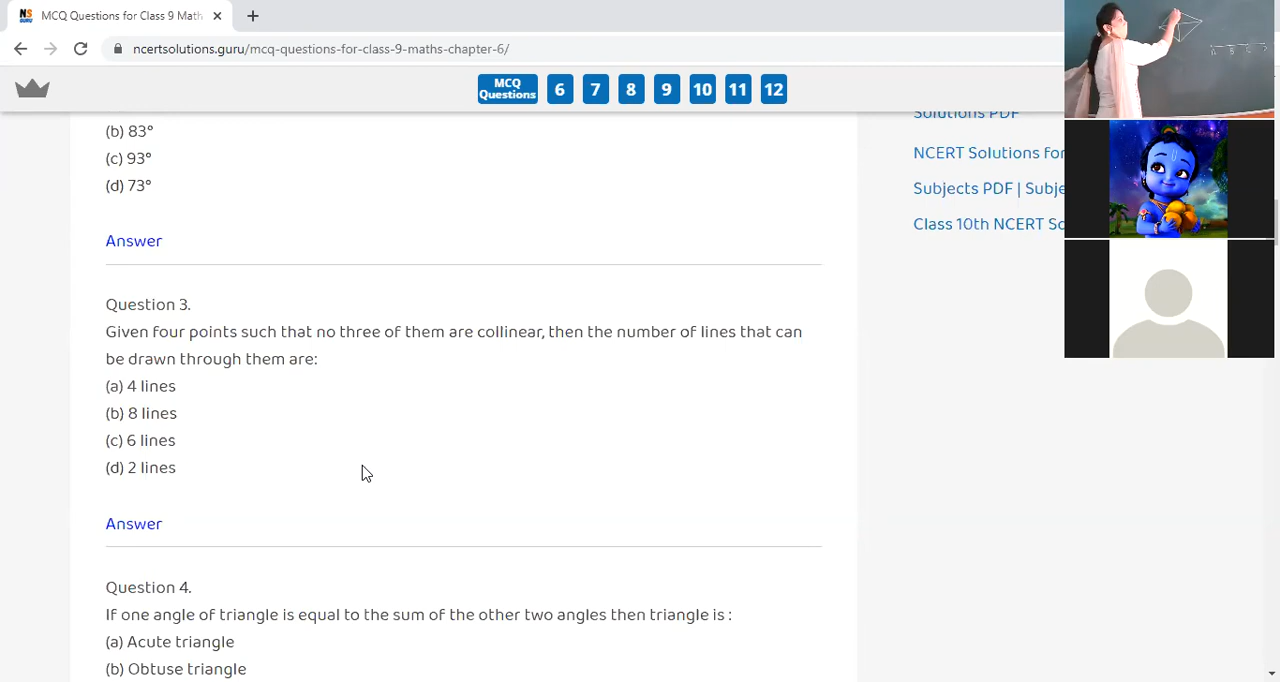 NS
GURU
MCQ Questions for Class 9 Math
ncertsolutions.guru/mcq-questions-for-class-9-maths-chapter-6/
MCQ
Questions
6
7
8
9
10
11
12
(b) 83°
(c) 93°
(d) 73°
Answer
Question 3.
Given four points such that no three of them are collinear, then the number of lines that can
be drawn through them are:
(a) 4 lines
(b) 8 lines
(c) 6 lines
(d) 2 lines
Answer
Question 4.
If one angle of triangle is equal to the sum of the other two angles then triangle is :
(a) Acute triangle
(b) Obtuse triangle
Solutions PDF
NCERT Solutions for
Subjects PDF | Subje
Class 10th NCERT So